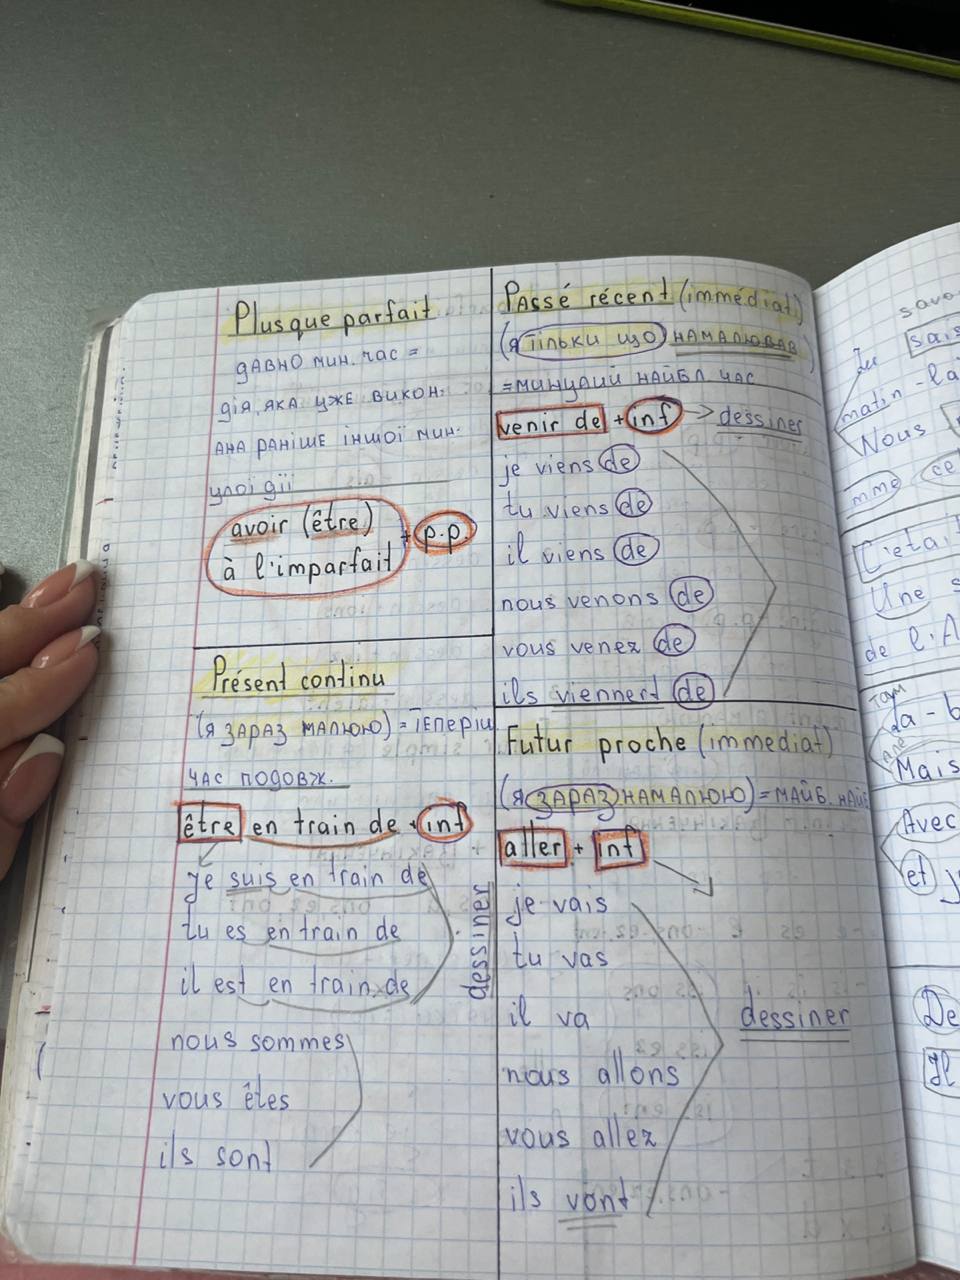 Plusque parfait
давно мин. час =
дія, яка уже викон-
ана раніше іншої мин-
улої дії
avoir (être)
à l'imparfait + p.p.
Présent continu
(я зараз малюю) = теперіш
час подовж.
être en train de + inf
je suis en train de
tu es en train de
il est en train de
dessiner
nous sommes
vous êtes
ils sont
Passé récent (immédiat)
(я тільки що намалював)
= минулий найбл час
venir de + inf → dessiner
je viens de
tu viens de
il viens de
nous venons de
vous venez de
ils viennent de
Futur proche (immediat)
(я зараз намалюю) = майб. найб
aller + inf
je vais
tu vas
il va
dessiner
nous allons
vous allez
ils vont
savo
sais
matin - là
Nous
mme ce
C'étai
Une s
de l'A
там
là-b
Mais
Avec
et j
De
Il